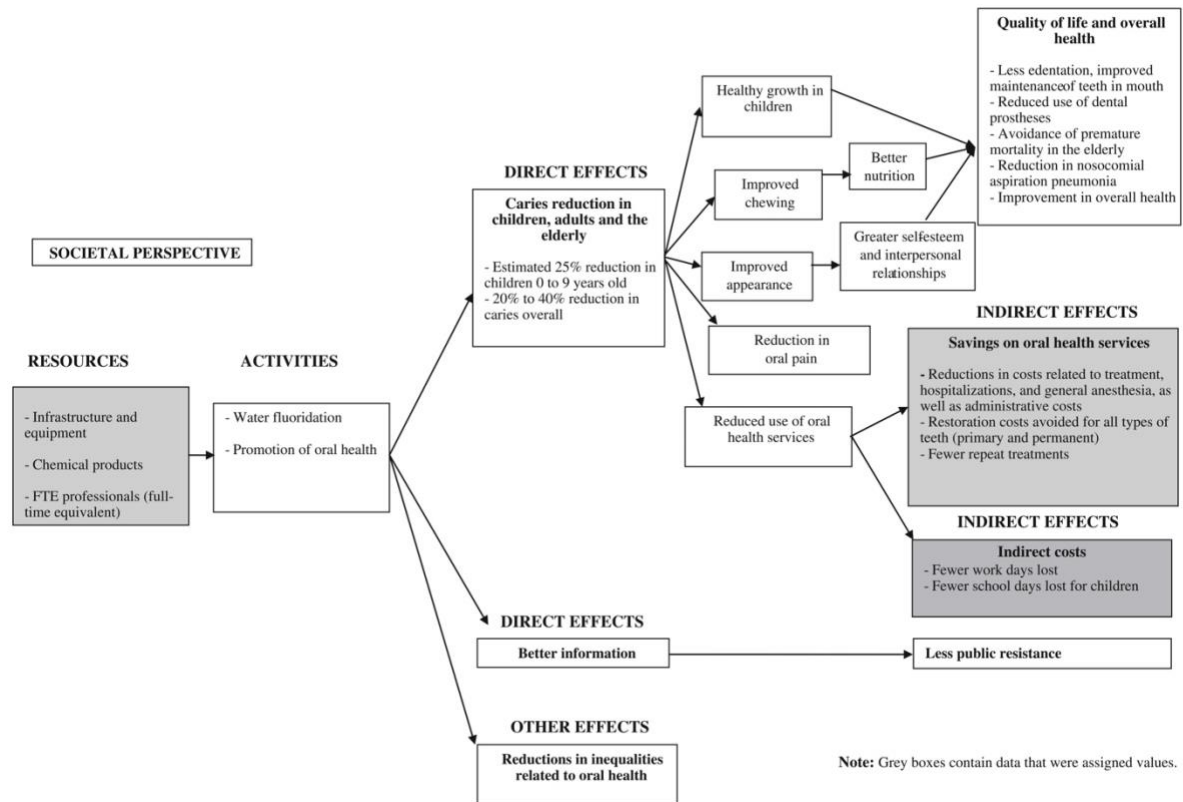 SOCIETAL PERSPECTIVE
RESOURCES
- Infrastructure and
equipment
- Chemical products
- FTE professionals (full-
time equivalent)
ACTIVITIES
- Water fluoridation
- Promotion of oral health
DIRECT EFFECTS
Caries reduction in
children, adults and the
elderly
- Estimated 25% reduction in
children 0 to 9 years old
- 20% to 40% reduction in
caries overall
Healthy growth in
children
Improved
chewing
Better
nutrition
Improved
appearance
Greater selfesteem
and interpersonal
relationships
Reduction in
oral pain
Reduced use of oral
health services
Quality of life and overall
health
- Less edentation, improved
maintenance of teeth in mouth
- Reduced use of dental
prostheses
- Avoidance of premature
mortality in the elderly
- Reduction in nosocomial
aspiration pneumonia
- Improvement in overall health
INDIRECT EFFECTS
Savings on oral health services
- Reductions in costs related to treatment,
hospitalizations, and general anesthesia, as
well as administrative costs
- Restoration costs avoided for all types of
teeth (primary and permanent)
- Fewer repeat treatments
INDIRECT EFFECTS
Indirect costs
- Fewer work days lost
- Fewer school days lost for children
DIRECT EFFECTS
Better information
Less public resistance
OTHER EFFECTS
Reductions in inequalities
related to oral health
Note: Grey boxes contain data that were assigned values.